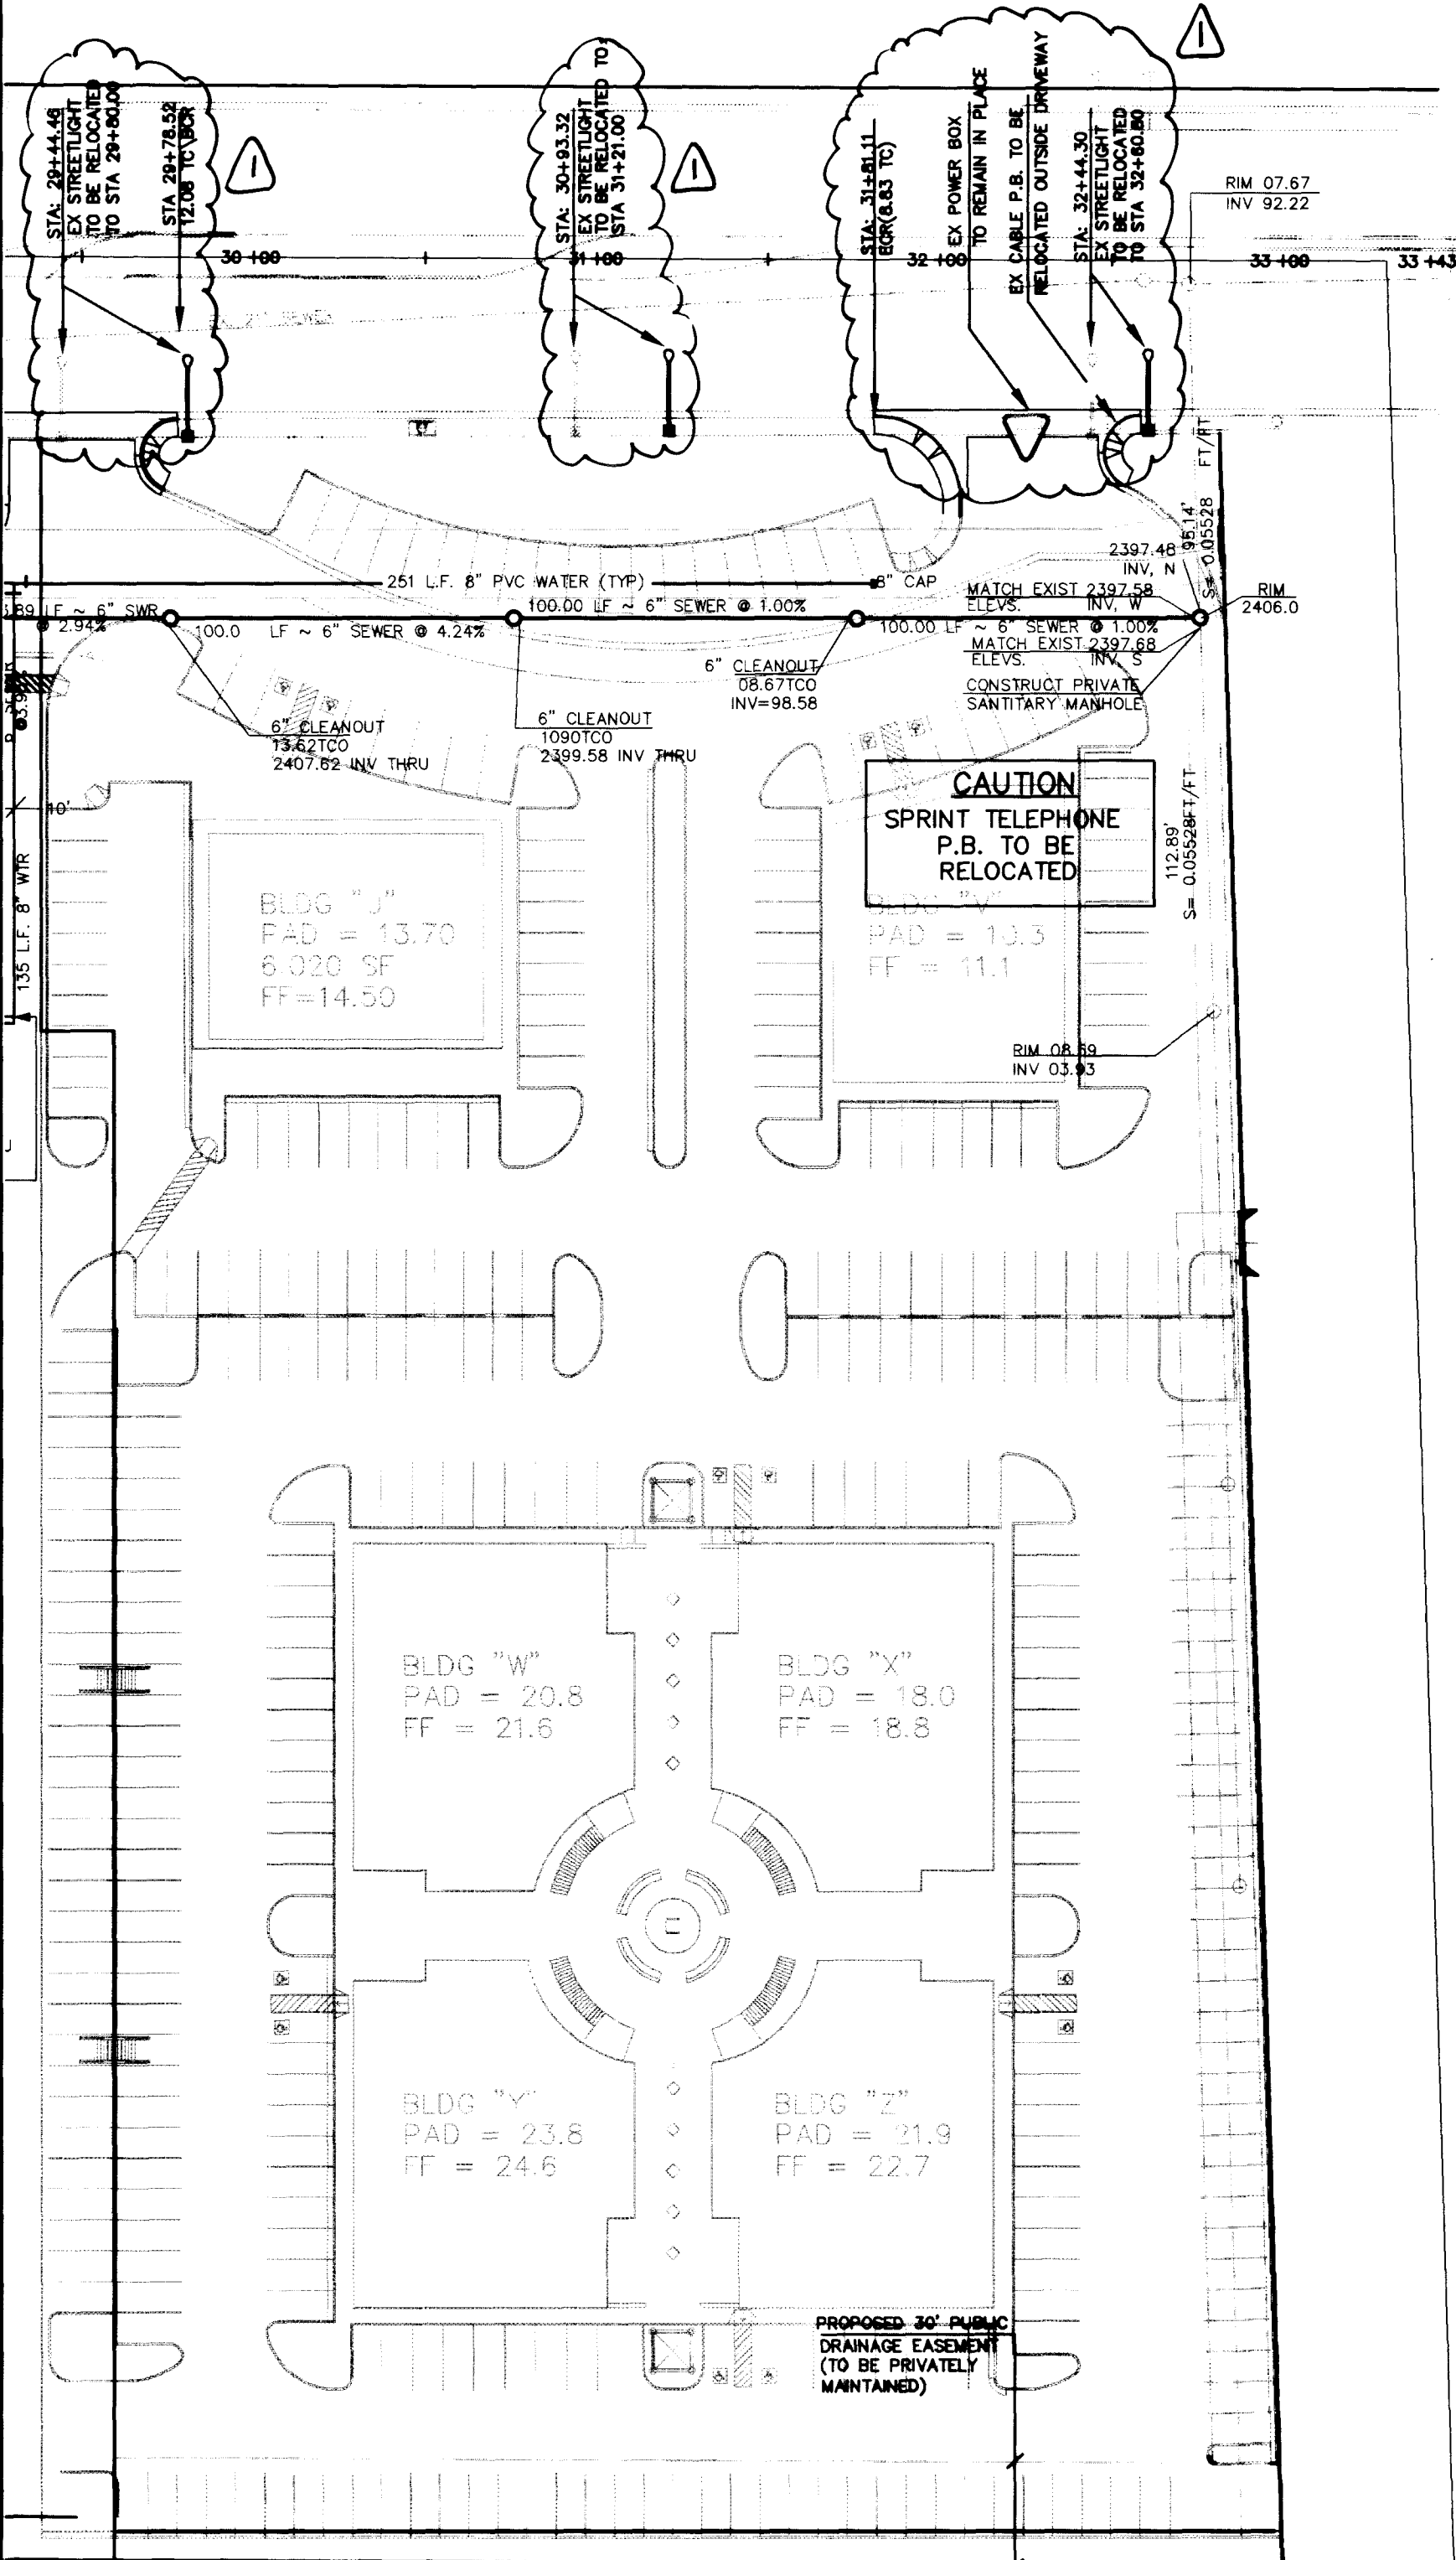 STA: 29+44.46
EX STREETLIGHT
TO BE RELOCATED
TO STA 29+80.00
STA 29+78.52
12.08 TC\BCR
1
STA: 30+93.32
EX STREETLIGHT
TO BE RELOCATED TO:
STA 31+21.00
1
STA: 31+81.11
BCR(8.83 TC)
EX POWER BOX
TO REMAIN IN PLACE
EX CABLE P.B. TO BE
RELOCATED OUTSIDE DRIVEWAY
STA: 32+44.30
EX STREETLIGHT
TO BE RELOCATED
TO STA 32+60.80
1
RIM 07.67
INV 92.22
30+00
31+00
32+00
33+00
33+43
SEWER
95.14'
S= 0.05528 FT/FT
2397.48
INV, N
251 L.F. 8" PVC WATER (TYP)
8" CAP
MATCH EXIST 2397.58
ELEVS. INV, W
RIM
2406.0
LF ~ 6" SWR
@ 2.94%
100.0 LF ~ 6" SEWER @ 4.24%
100.00 LF ~ 6" SEWER @ 1.00%
100.00 LF ~ 6" SEWER @ 1.00%
MATCH EXIST 2397.68
ELEVS. INV, S
CONSTRUCT PRIVATE
SANTITARY MANHOLE
6" CLEANOUT
08.67TCO
INV=98.58
6" CLEANOUT
13.62TCO
2407.62 INV THRU
6" CLEANOUT
1090TCO
2399.58 INV THRU
10'
135 L.F. 8" WTR
CAUTION
SPRINT TELEPHONE
P.B. TO BE
RELOCATED
112.89'
S= 0.05528FT/FT
BLDG "J"
PAD = 13.70
6,020 SF
FF=14.50
BLDG "V"
PAD = 10.3
FF = 11.1
RIM 08.59
INV 03.93
BLDG "W"
PAD = 20.8
FF = 21.6
BLDG "X"
PAD = 18.0
FF = 18.8
BLDG "Y"
PAD = 23.8
FF = 24.6
BLDG "Z"
PAD = 21.9
FF = 22.7
PROPOSED 30' PUBLIC
DRAINAGE EASEMENT
(TO BE PRIVATELY
MAINTAINED)